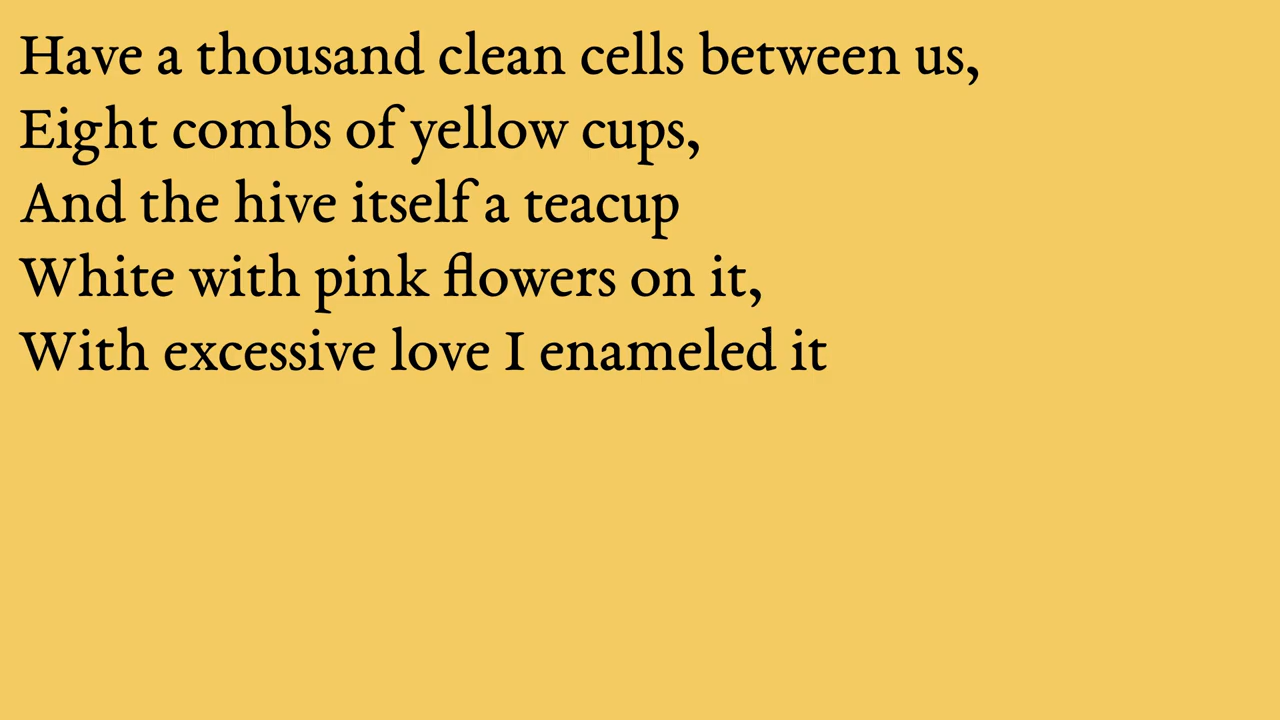 Have a thousand clean cells between us,
Eight combs of yellow cups,
And the hive itself a teacup
White with pink flowers on it,
With excessive love I enameled it